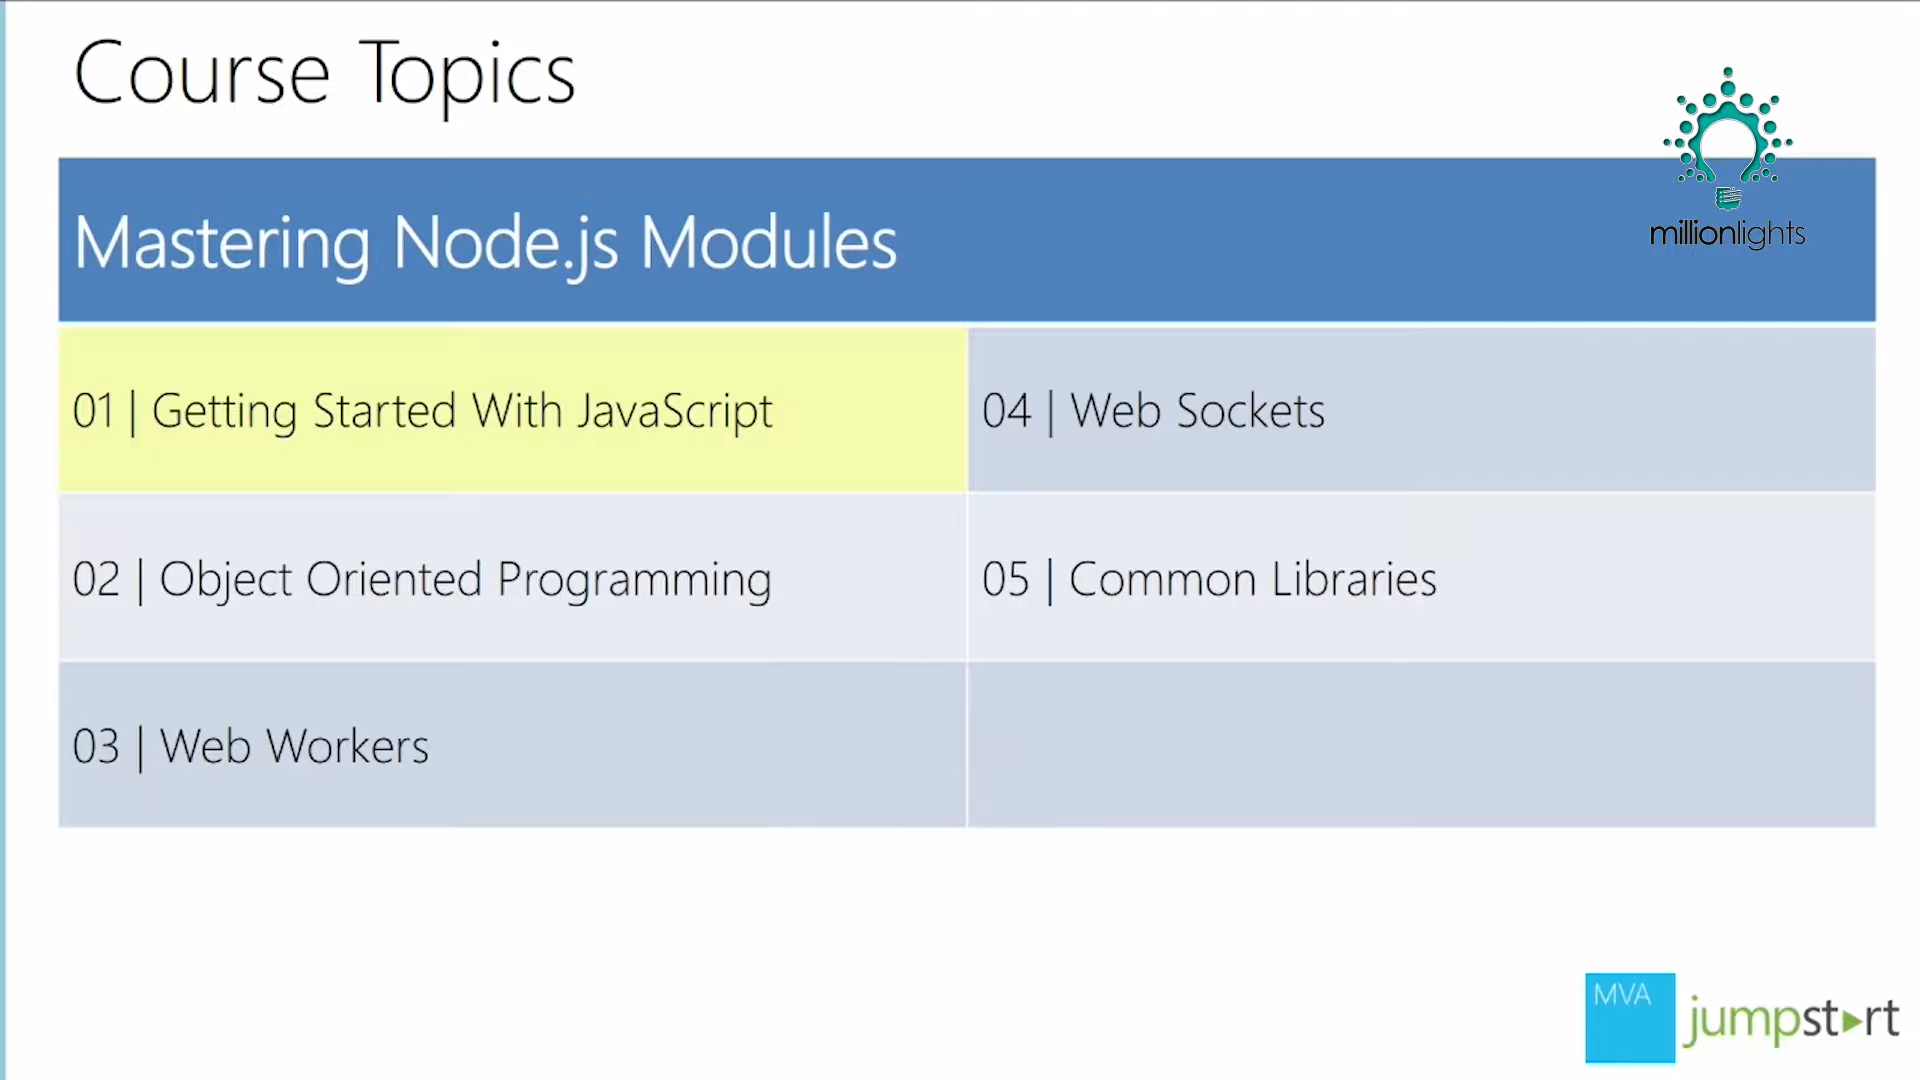 Course Topics
millionlights
Mastering Node.js Modules
01 | Getting Started With JavaScript
04 | Web Sockets
02 | Object Oriented Programming
05 | Common Libraries
03 | Web Workers
MVA
jumpstart